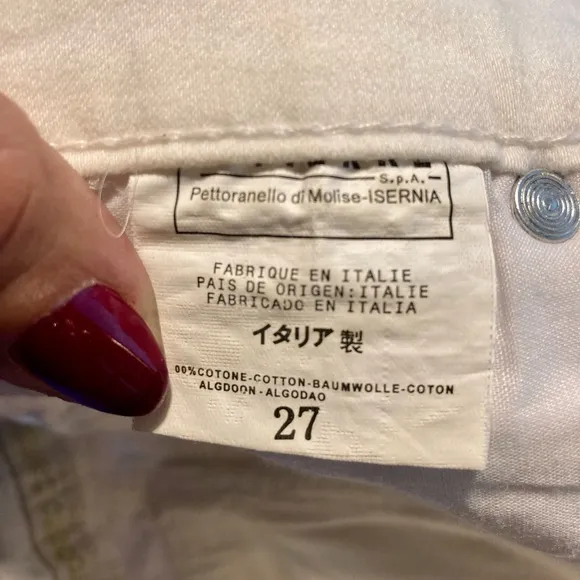 S.p.A.
Pettoranello di Molise-ISERNIA
FABRIQUE EN ITALIE
PAIS DE ORIGEN:ITALIE
FABRICADO EN ITALIA
イタリア 製
00%COTONE-COTTON-BAUMWOLLE-COTON
ALGDOON-ALGODAO
27